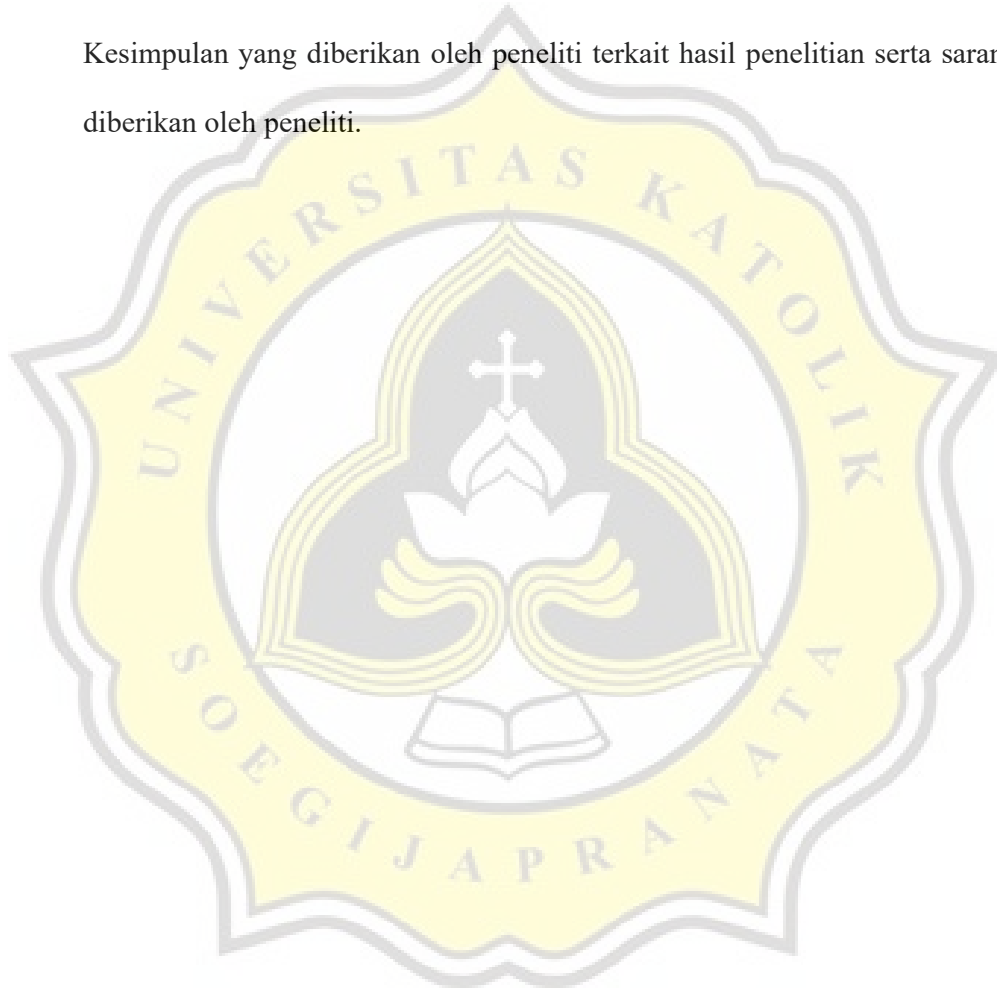 Kesimpulan yang diberikan oleh peneliti terkait hasil penelitian serta saran
diberikan oleh peneliti.
UNIVERSITAS KATOLIK
SOEGIJAPRANATA